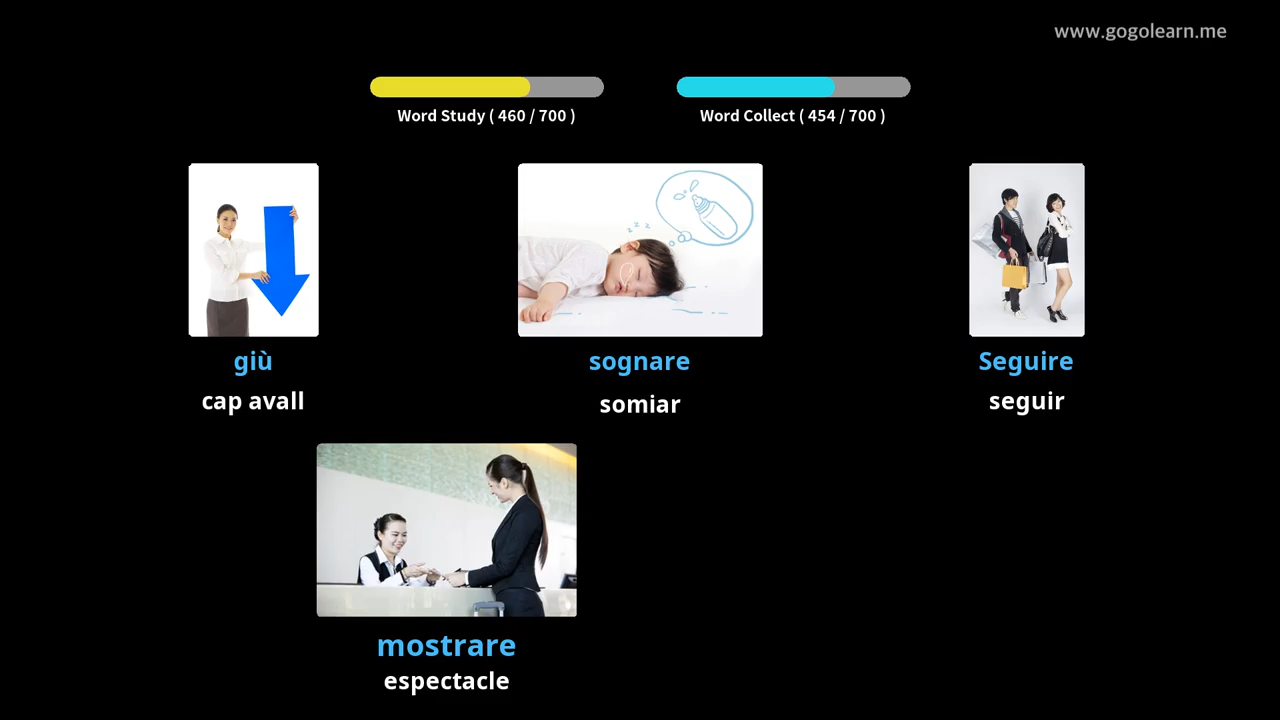 www.gogolearn.me
Word Study ( 460 / 700 )
Word Collect ( 454 / 700 )
giù
cap avall
sognare
somiar
Seguire
seguir
mostrare
espectacle